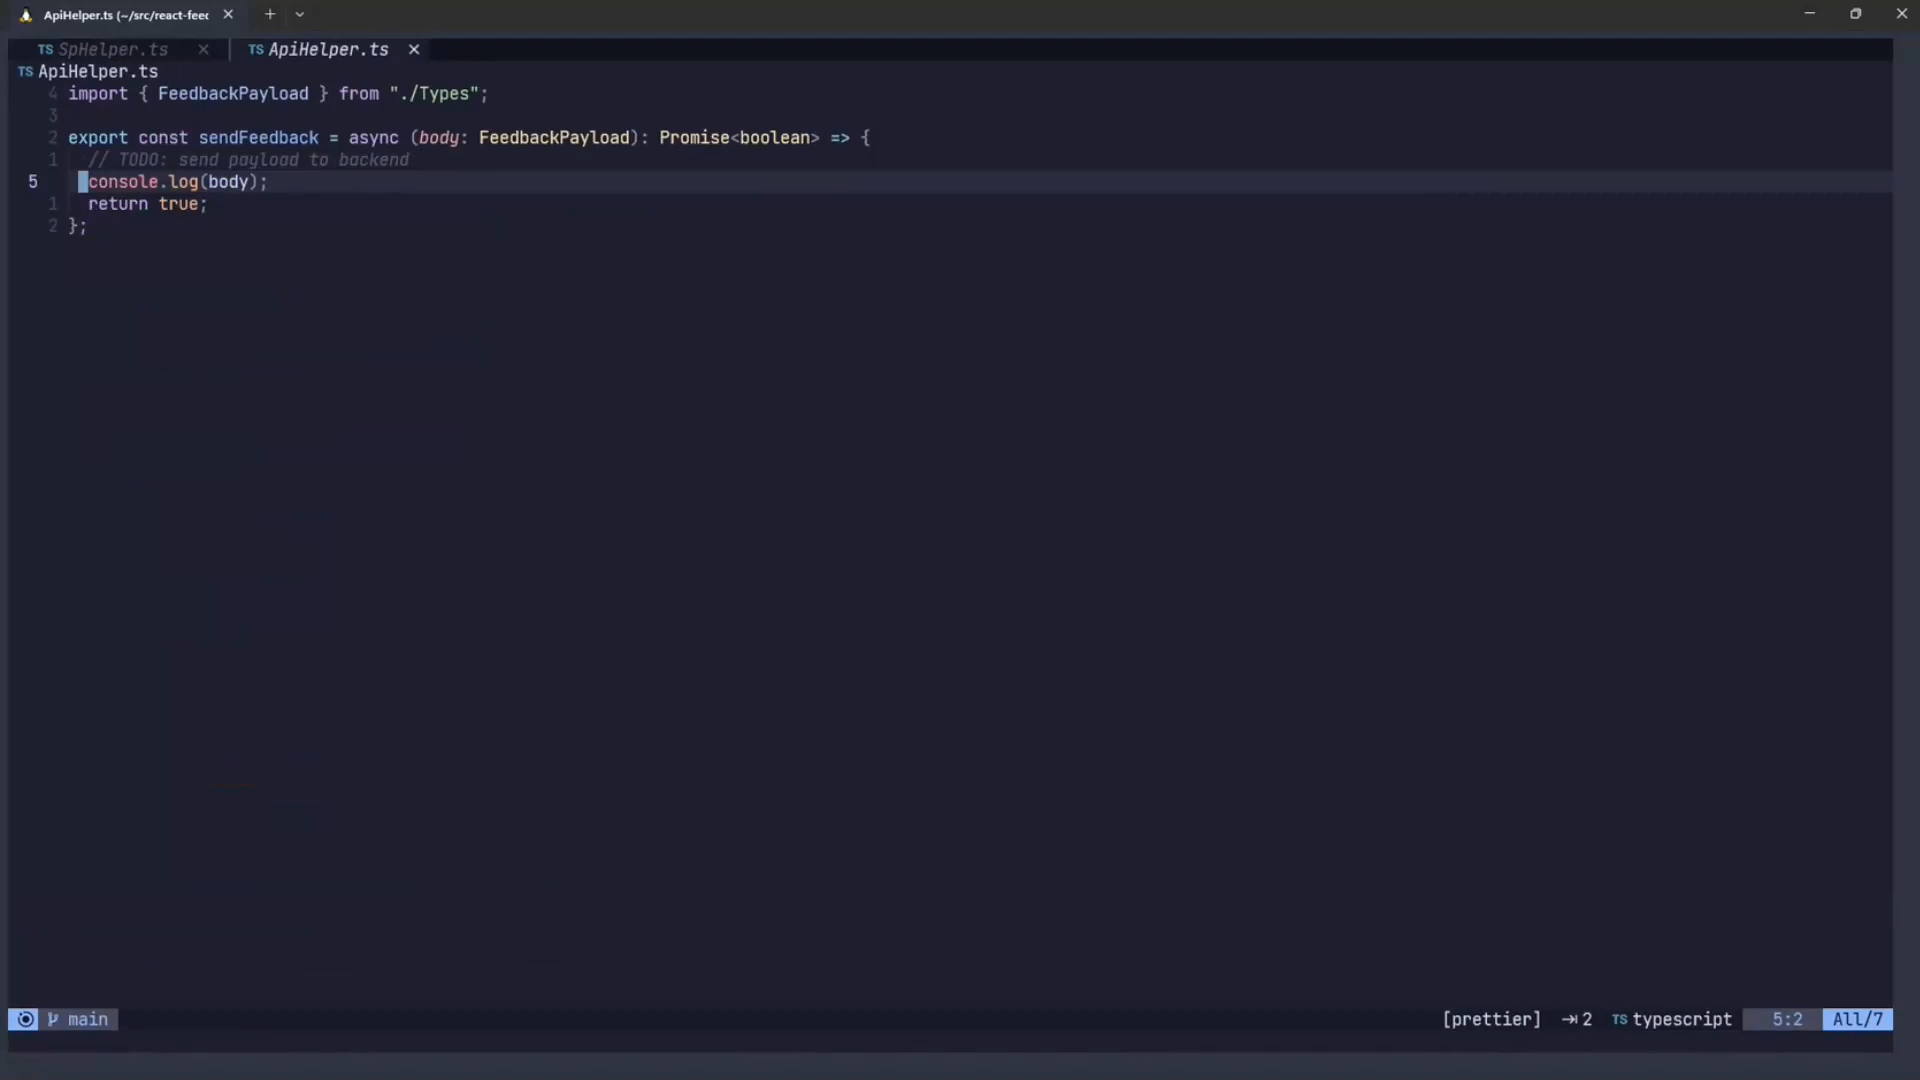 ApiHelper.ts (~/src/react-feec
TS SpHelper.ts TS ApiHelper.ts
TS ApiHelper.ts
4 import { FeedbackPayload } from "./Types";
3
2 export const sendFeedback = async (body: FeedbackPayload): Promise<boolean> => {
1 // TODO: send payload to backend
5 console.log(body);
1 return true;
2 };
main [prettier] ⇥2 TS typescript 5:2 All/7